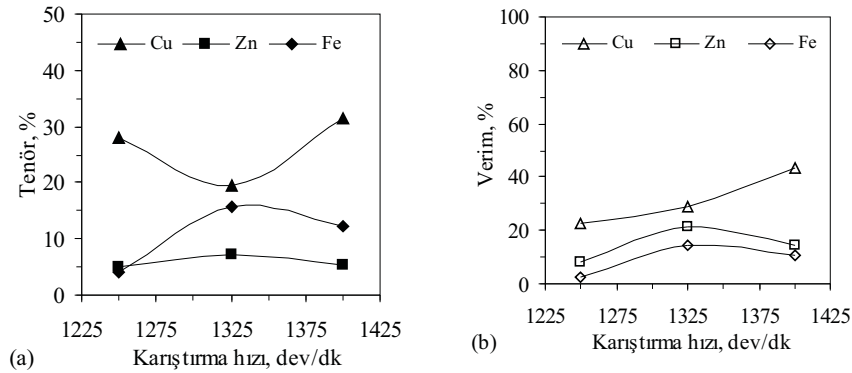 50
40
30
20
10
0
Tenör, %
Cu Zn Fe
1225 1275 1325 1375 1425
Karıştırma hızı, dev/dk
(a)
100
80
60
40
20
0
Verim, %
Cu Zn Fe
1225 1275 1325 1375 1425
Karıştırma hızı, dev/dk
(b)